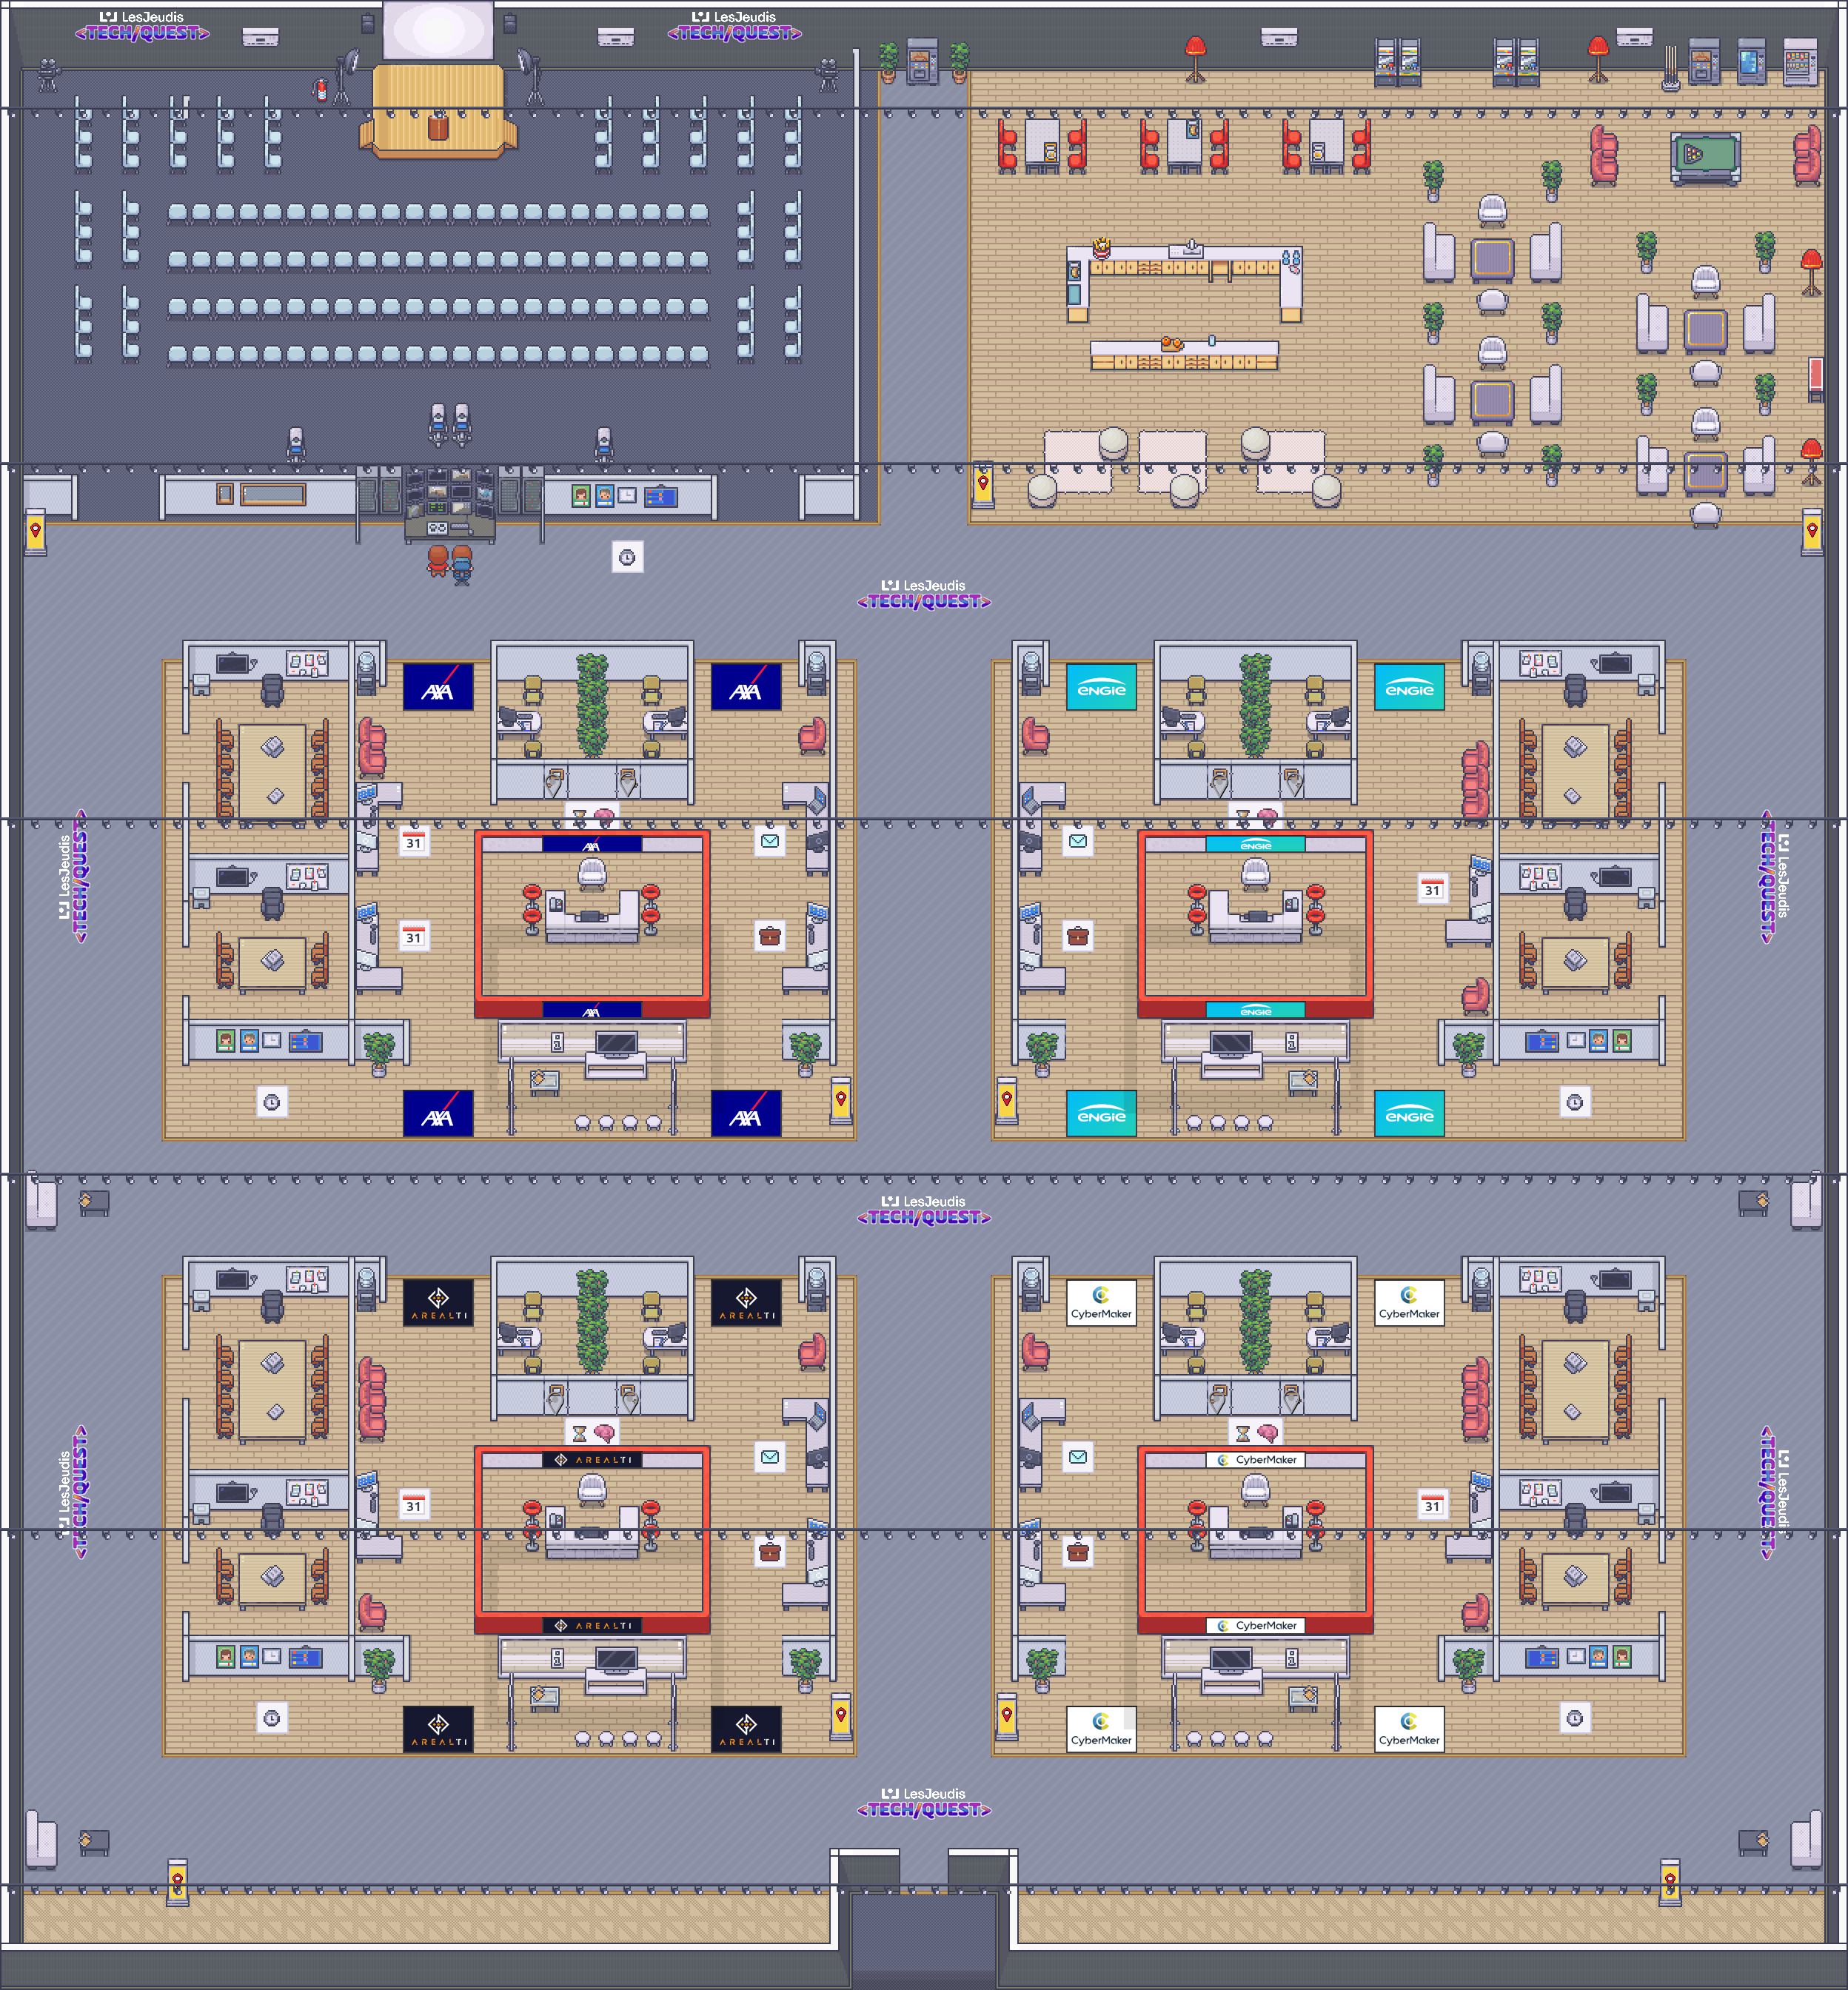 LesJeudis
<TECH/QUEST>
LesJeudis
<TECH/QUEST>
LesJeudis
<TECH/QUEST>
AXA
AXA
ENGIE
ENGIE
LesJeudis
<TECH/QUEST>
31
AXA
ENGIE
LesJeudis
<TECH/QUEST>
31
31
AXA
ENGIE
AXA
AXA
ENGIE
ENGIE
LesJeudis
<TECH/QUEST>
AREALTI
AREALTI
CyberMaker
CyberMaker
LesJeudis
<TECH/QUEST>
AREALTI
CyberMaker
LesJeudis
<TECH/QUEST>
31
31
AREALTI
CyberMaker
AREALTI
AREALTI
CyberMaker
CyberMaker
LesJeudis
<TECH/QUEST>